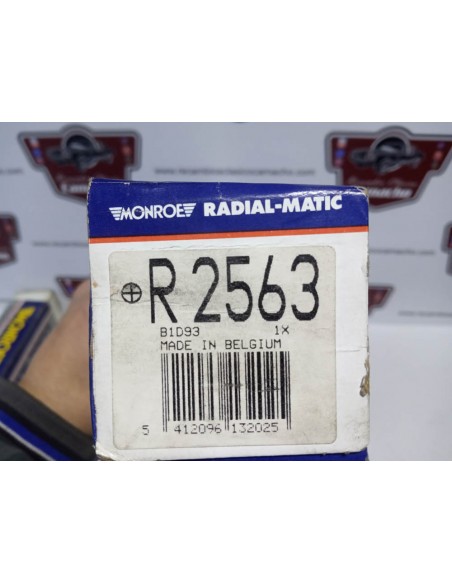 MONROE RADIAL-MATIC
R 2563
B1D93 1X
MADE IN BELGIUM
5 412096 132025